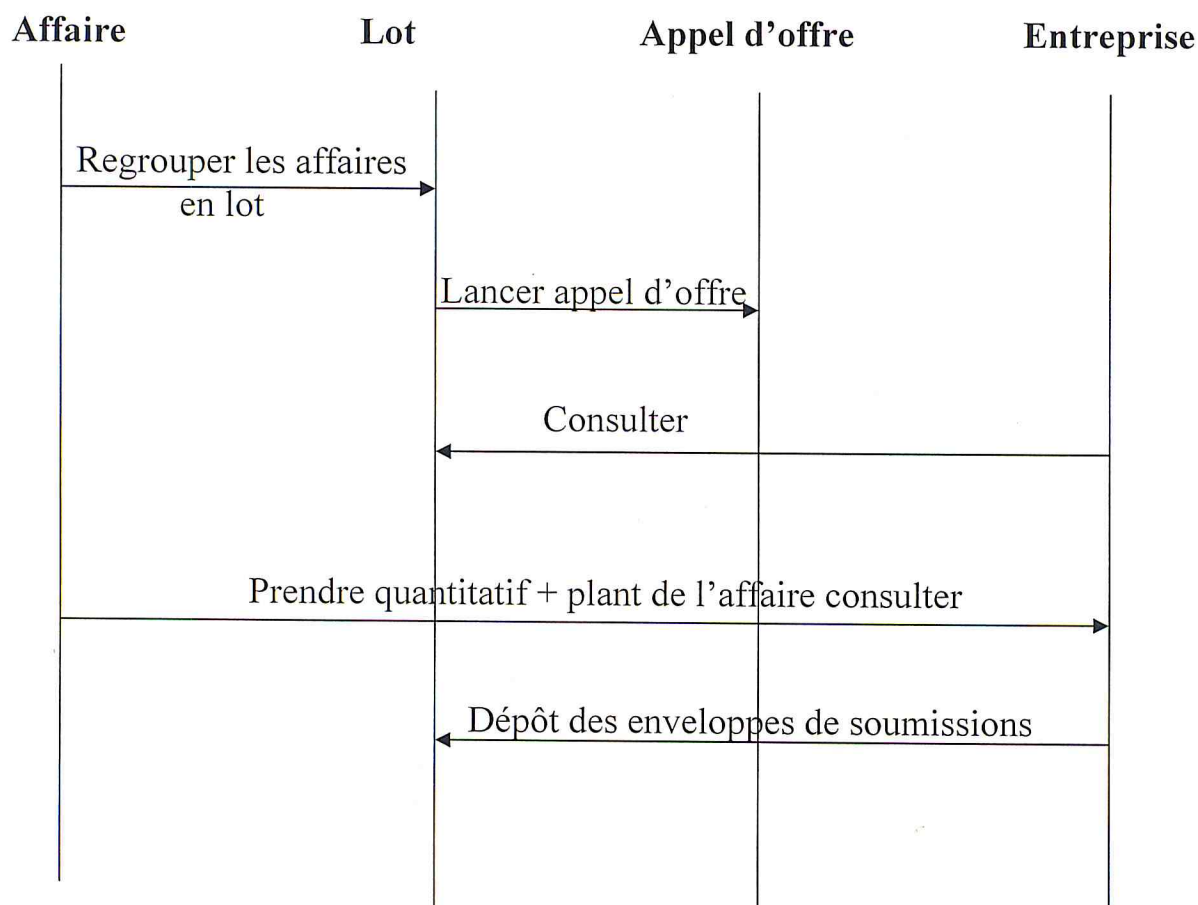 Affaire Lot Appel d’offre Entreprise
Regrouper les affaires
en lot
Lancer appel d’offre
Consulter
Prendre quantitatif + plant de l’affaire consulter
Dépôt des enveloppes de soumissions